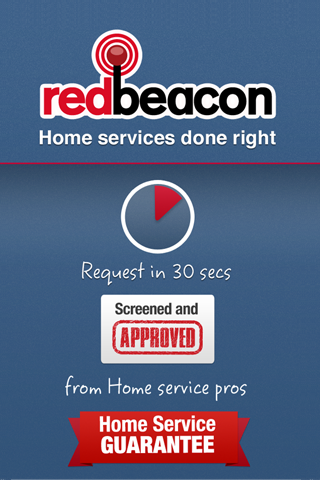 redbeacon
Home services done right
Request in 30 secs
Screened and
APPROVED
from Home service pros
Home Service
GUARANTEE